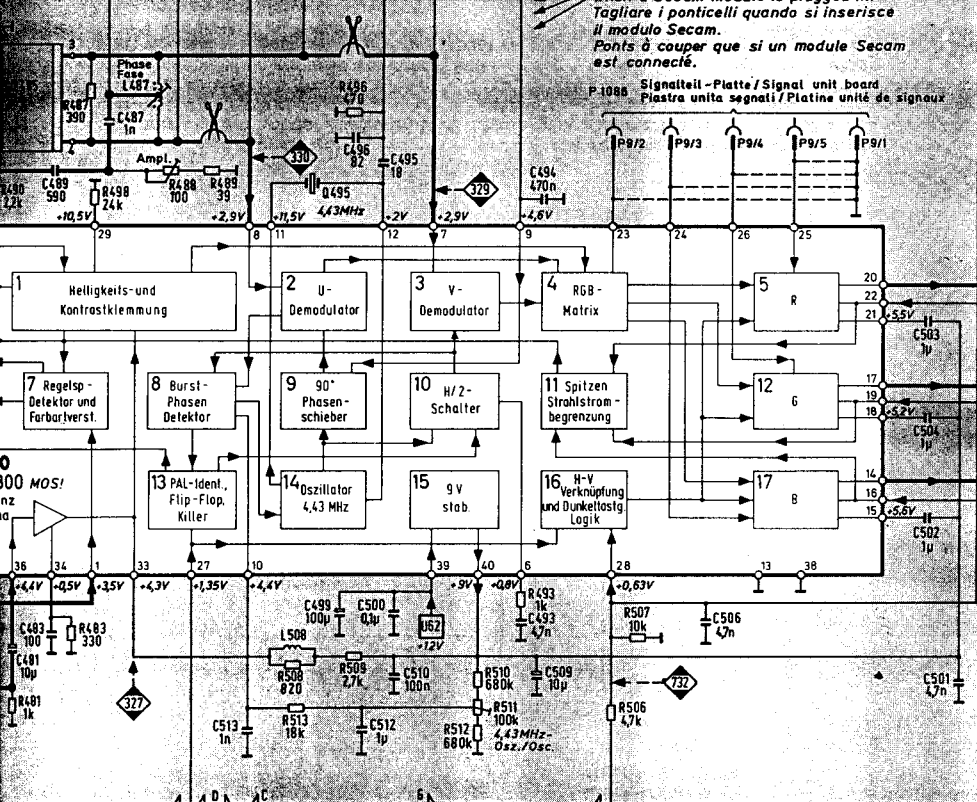 Tagliare i ponticelli quando si inserisce
il modulo Secam.
Ponts à couper que si un module Secam
est connecté.
P 1086
Signalteil-Platte/Signal unit board
Piastra unita segnali/Platine unité de signaux
P9/2 P9/3 P9/4 P9/5 P9/1
3
Phase
Fase
L487
R487
390
C487
1n
2
R496
470
C496
82
C495
18
330
329
Q495
4,43MHz
C494
470n
Ampl.
R490
2,2k
C489
590
R498
24k
R488
100
R489
39
+10,5V +2,9V +11,5V +2V +2,9V +4,6V
29 8 11 12 7 9 23 24 26 25
1
Helligkeits-und
Kontrastklemmung
2
U-
Demodulator
3
V-
Demodulator
4
RGB-
Matrix
5
R
20
22
21
+5,5V
C503
1µ
7 Regelsp-
Detektor und
Farbartverst.
8 Burst-
Phasen
Detektor
9 90°
Phasen-
schieber
10 H/2-
Schalter
11 Spitzen
Strahlstrom-
begrenzung
12
G
17
19
18
+5,2V
C504
1µ
0
800 MOS!
13 PAL-Ident.,
Flip-Flop,
Killer
14 Oszillator
4,43 MHz
15
9V
stab.
16 H-V
Verknüpfung
und Dunkeltastg.
Logik
17
B
14
16
15
+5,5V
C502
1µ
36 34 1 33 27 10 39 40 6 28 13 38
+4,4V +0,5V +3,5V +4,3V +1,35V +4,4V +9V +0,8V +0,63V
C483
100
R483
330
C481
10µ
R481
1k
327
C499
100µ
C500
0,1µ
U62
+12V
R493
1k
C493
4,7n
R507
10k
C506
4,7n
L508
R508
820
R509
2,7k
C510
100n
R510
680k
C509
10µ
732
C501
4,7n
C513
1n
R513
18k
C512
1µ
R511
100k
R512
680k
4,43MHz-
Osz./Osc.
R506
4,7k
D C